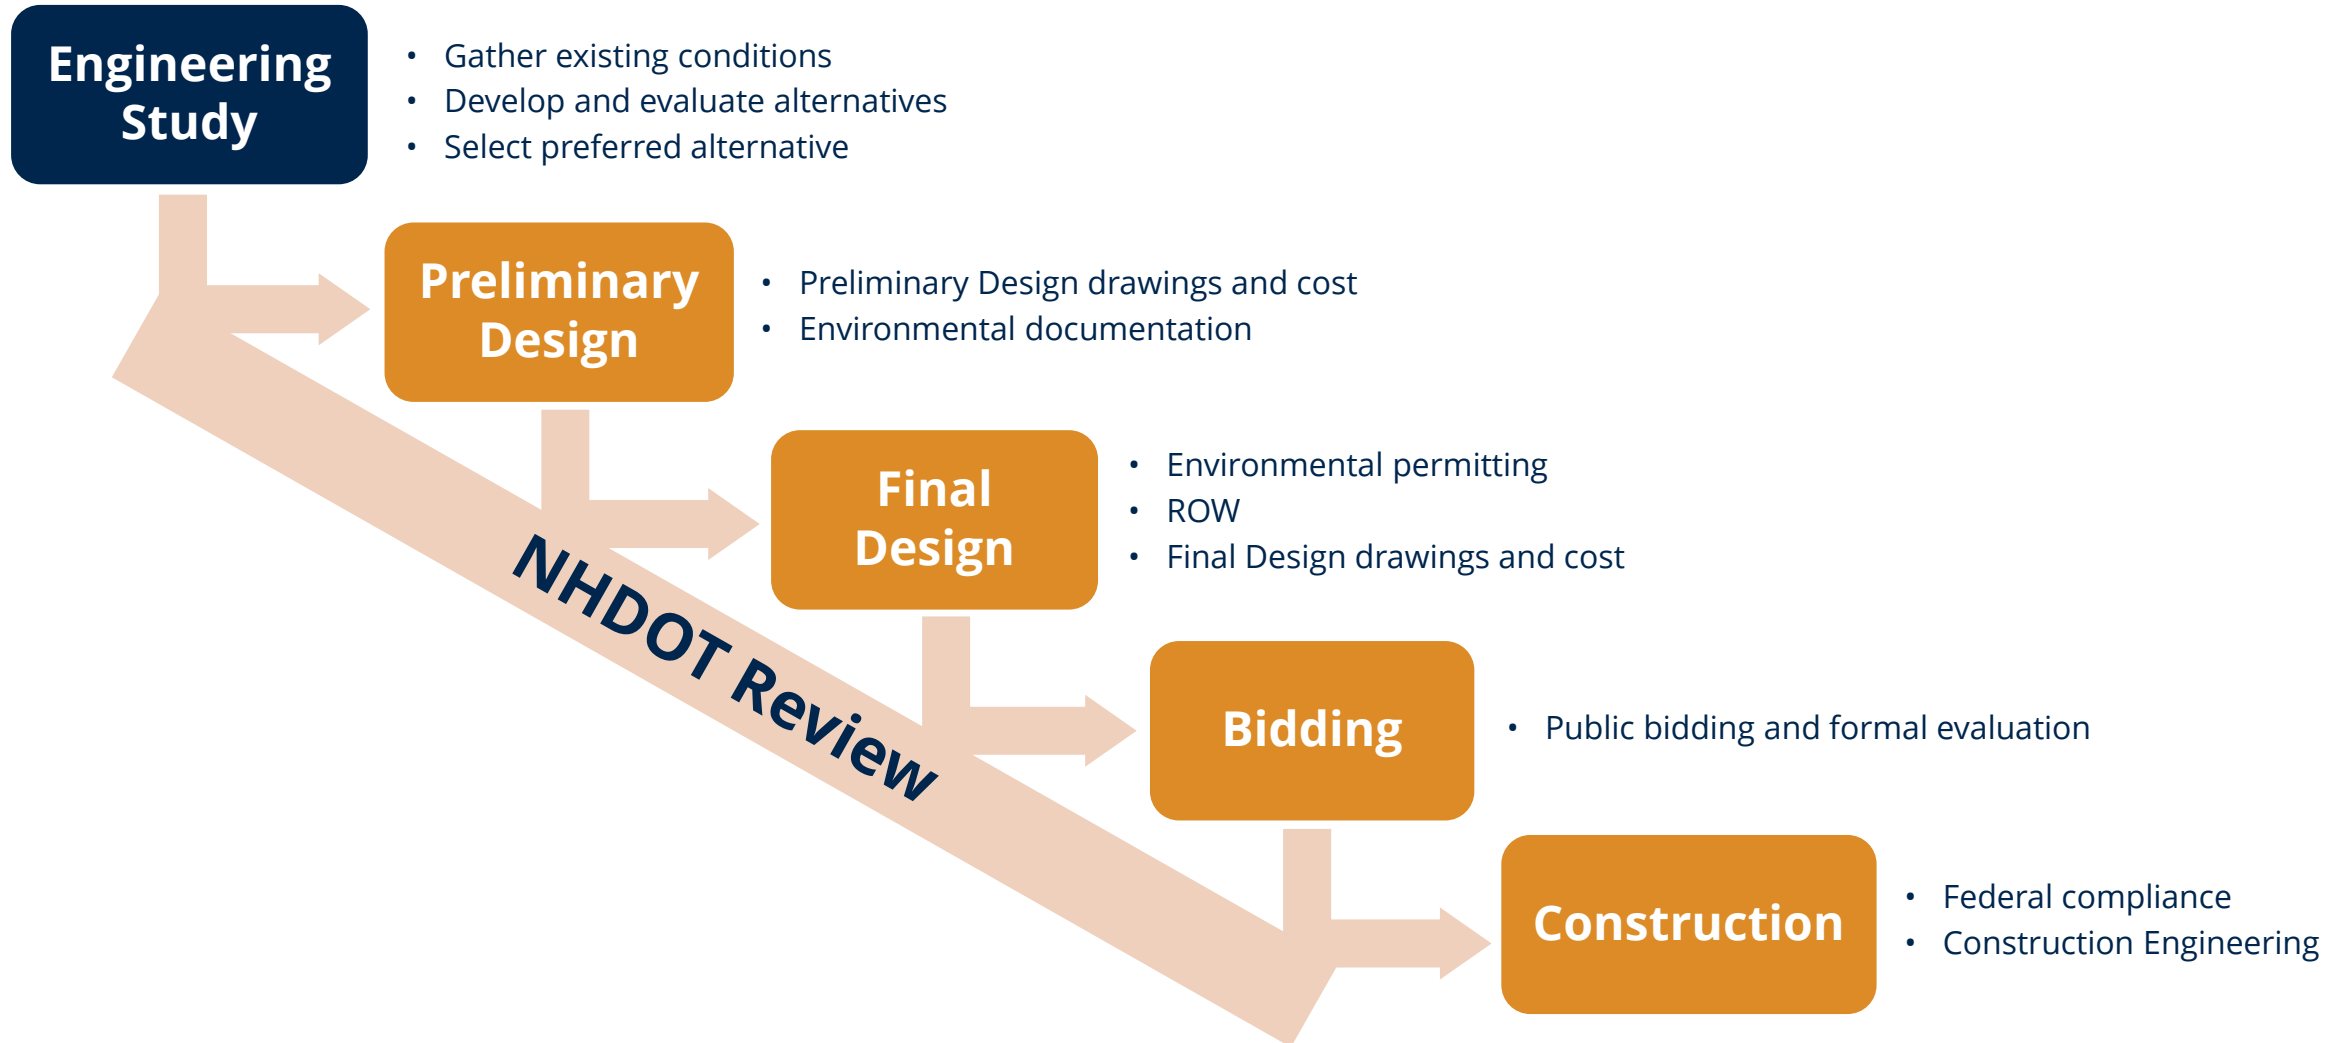 Engineering
Study
• Gather existing conditions
• Develop and evaluate alternatives
• Select preferred alternative
Preliminary
Design
• Preliminary Design drawings and cost
• Environmental documentation
Final
Design
• Environmental permitting
• ROW
• Final Design drawings and cost
NHDOT Review
Bidding
• Public bidding and formal evaluation
Construction
• Federal compliance
• Construction Engineering